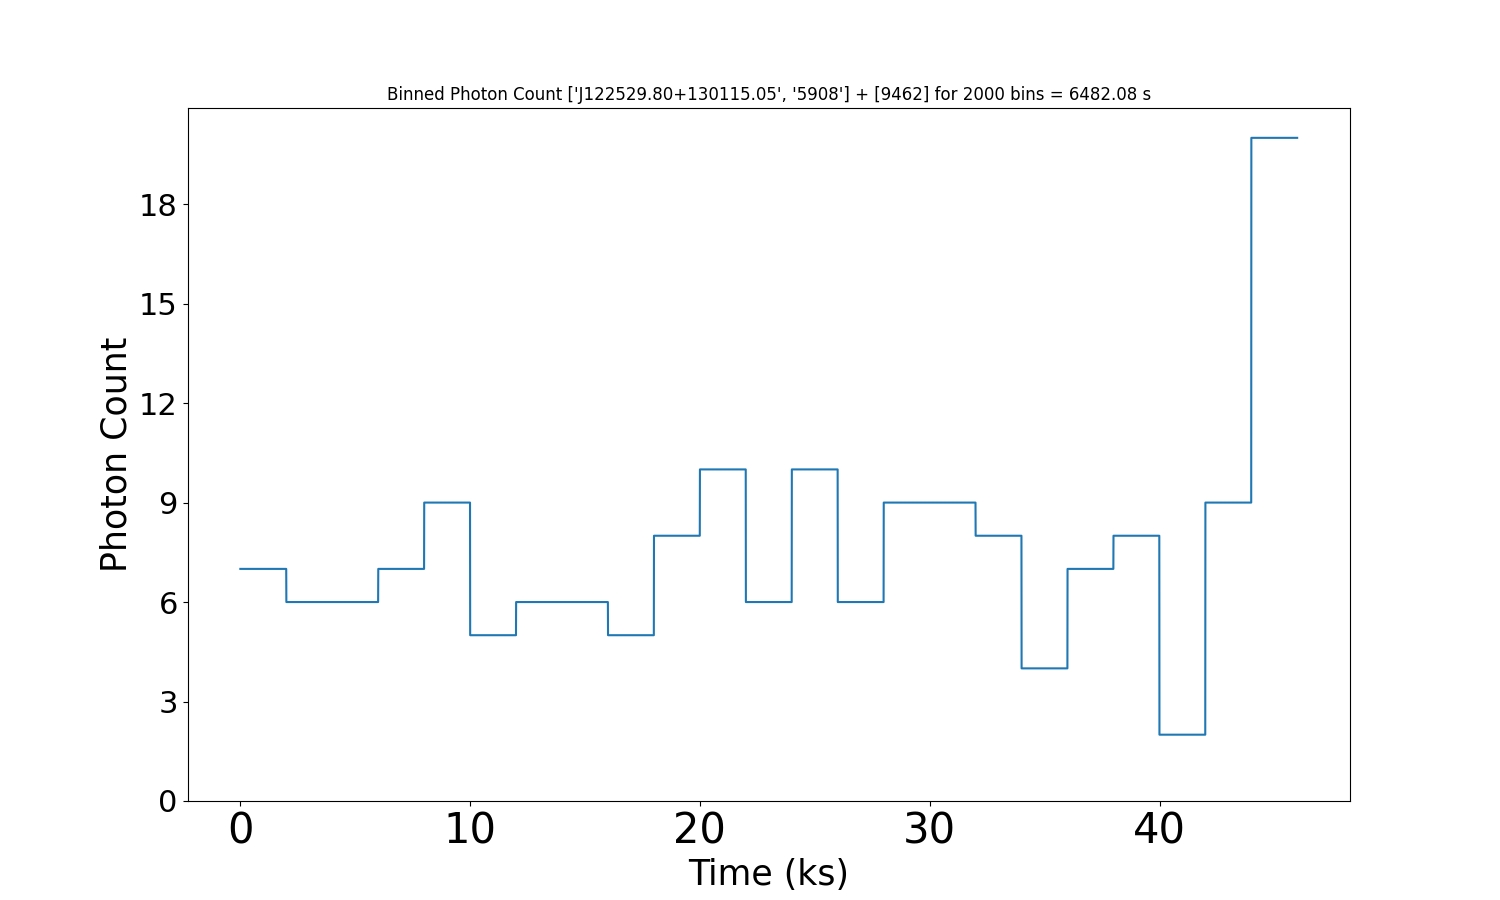 Binned Photon Count ['J122529.80+130115.05', '5908'] + [9462] for 2000 bins = 6482.08 s
Photon Count
18
15
12
9
6
3
0
0 10 20 30 40
Time (ks)